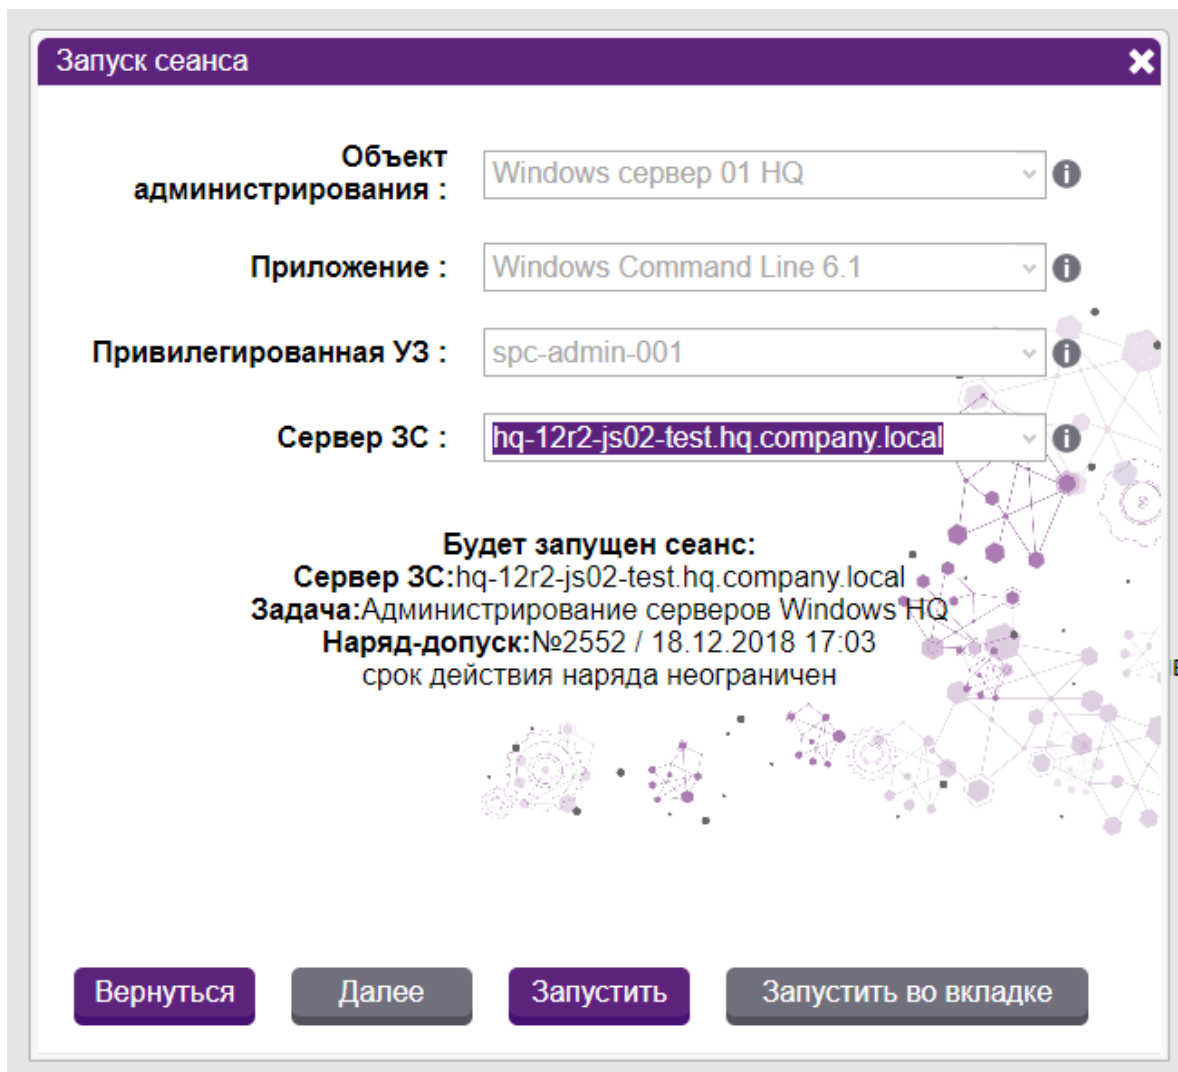 Запуск сеанса
Объект
администрирования :
Windows сервер 01 HQ
Приложение :
Windows Command Line 6.1
Привилегированная УЗ :
spc-admin-001
Сервер ЗС :
hq-12r2-js02-test.hq.company.local
Будет запущен сеанс:
Сервер ЗС:hq-12r2-js02-test.hq.company.local
Задача:Администрирование серверов Windows HQ
Наряд-допуск:№2552 / 18.12.2018 17:03
срок действия наряда неограничен
Вернуться
Далее
Запустить
Запустить во вкладке